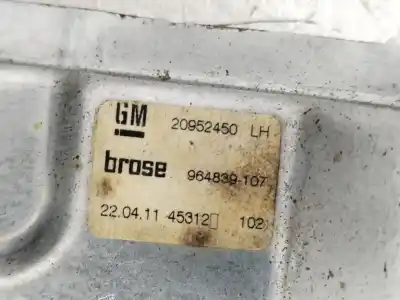 GM 20952450 LH
brose 964839-107
22.04.11 45312 102